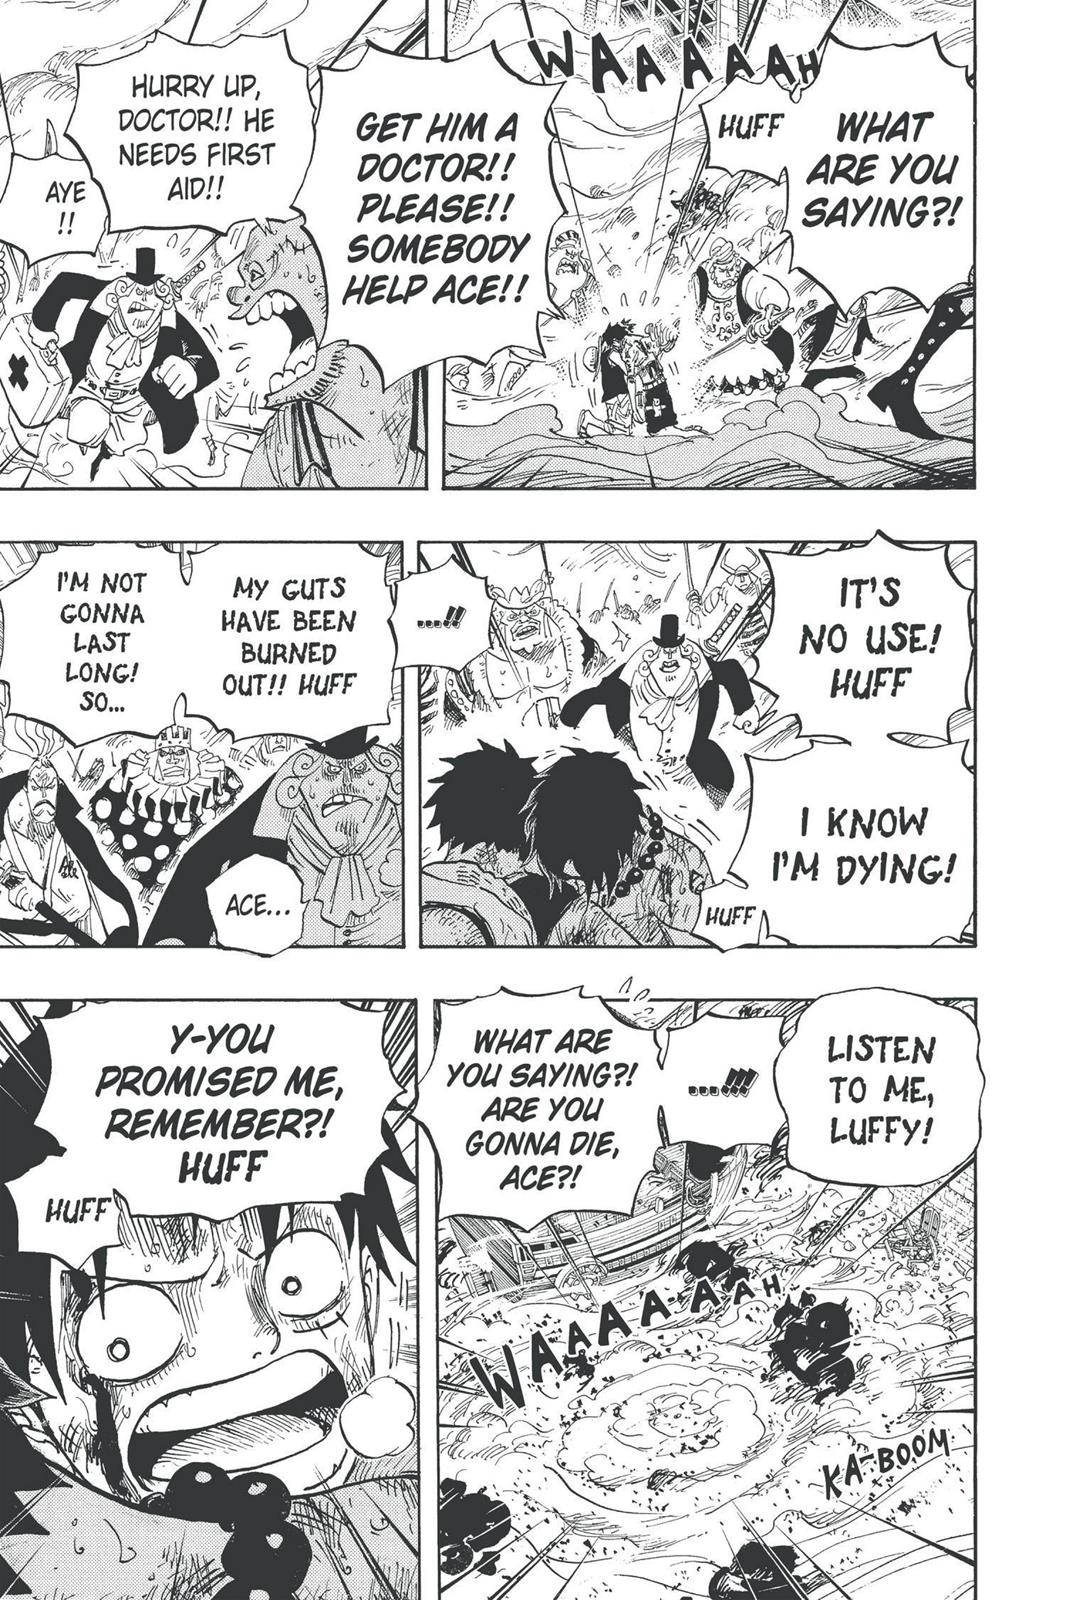 WAAAAAAH
WHAT
ARE YOU
SAYING?!
HUFF
GET HIM A
DOCTOR!!
PLEASE!!
SOMEBODY
HELP ACE!!
HURRY UP,
DOCTOR!! HE
NEEDS FIRST
AID!!
AYE
!!
IT'S
NO USE!
HUFF
I KNOW
I'M DYING!
HUFF
....!!
MY GUTS
HAVE BEEN
BURNED
OUT!! HUFF
I'M NOT
GONNA
LAST
LONG!
SO...
ACE...
LISTEN
TO ME,
LUFFY!
....!!!
WHAT ARE
YOU SAYING?!
ARE YOU
GONNA DIE,
ACE?!
WAAAAAAH
KA-BOOM
Y-YOU
PROMISED ME,
REMEMBER?!
HUFF
HUFF